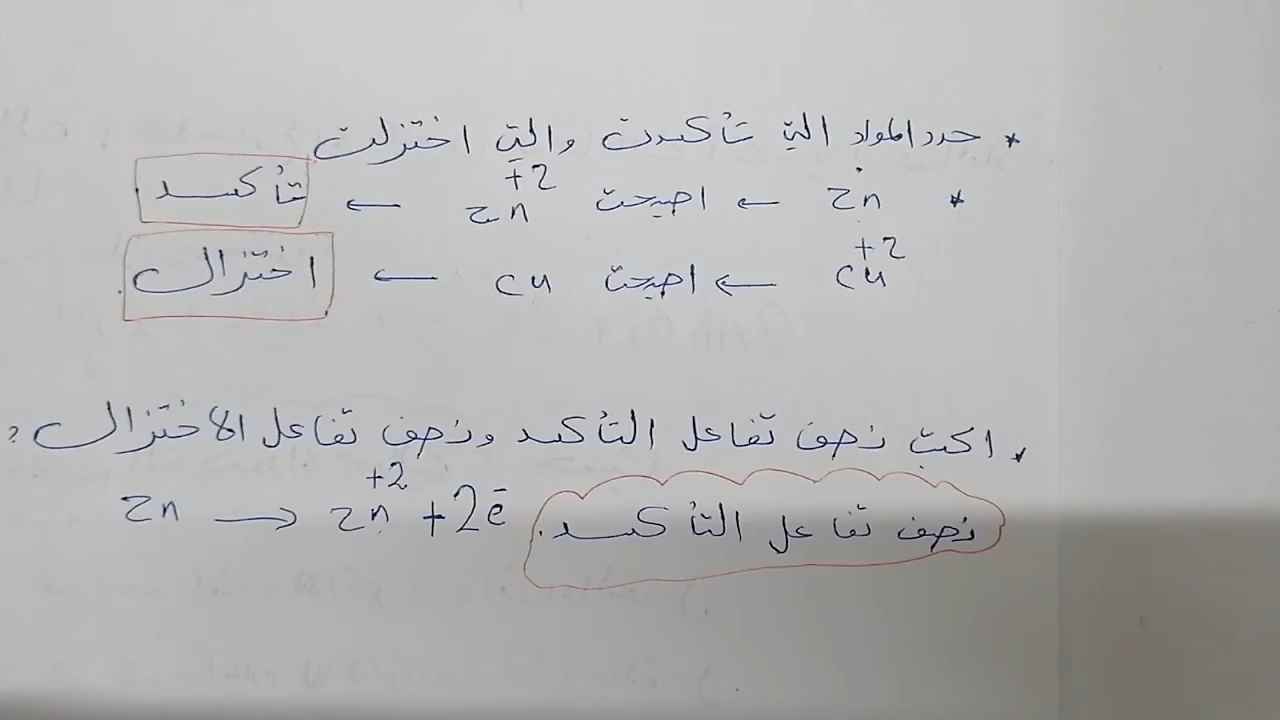 * حدد المواد التي تأكسدت والتي اختزلت
* Zn ← اصبحت Zn+2 ← تأكسد
Cu+2 ← اصبحت Cu ← اختزال.
* اكتب نصف تفاعل التأكسد ونصف تفاعل الاختزال؟
نصف تفاعل التأكسد. Zn → Zn+2 + 2e-